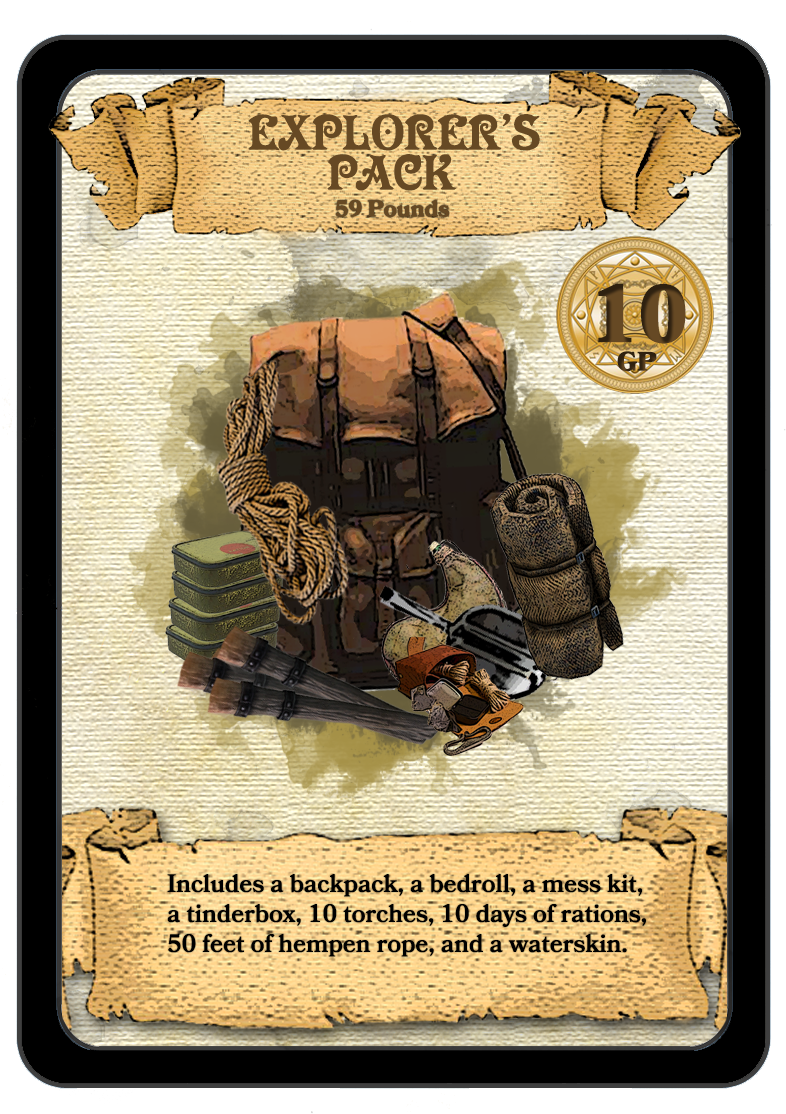 EXPLORER'S
PACK
59 Pounds
10
GP
Includes a backpack, a bedroll, a mess kit,
a tinderbox, 10 torches, 10 days of rations,
50 feet of hempen rope, and a waterskin.